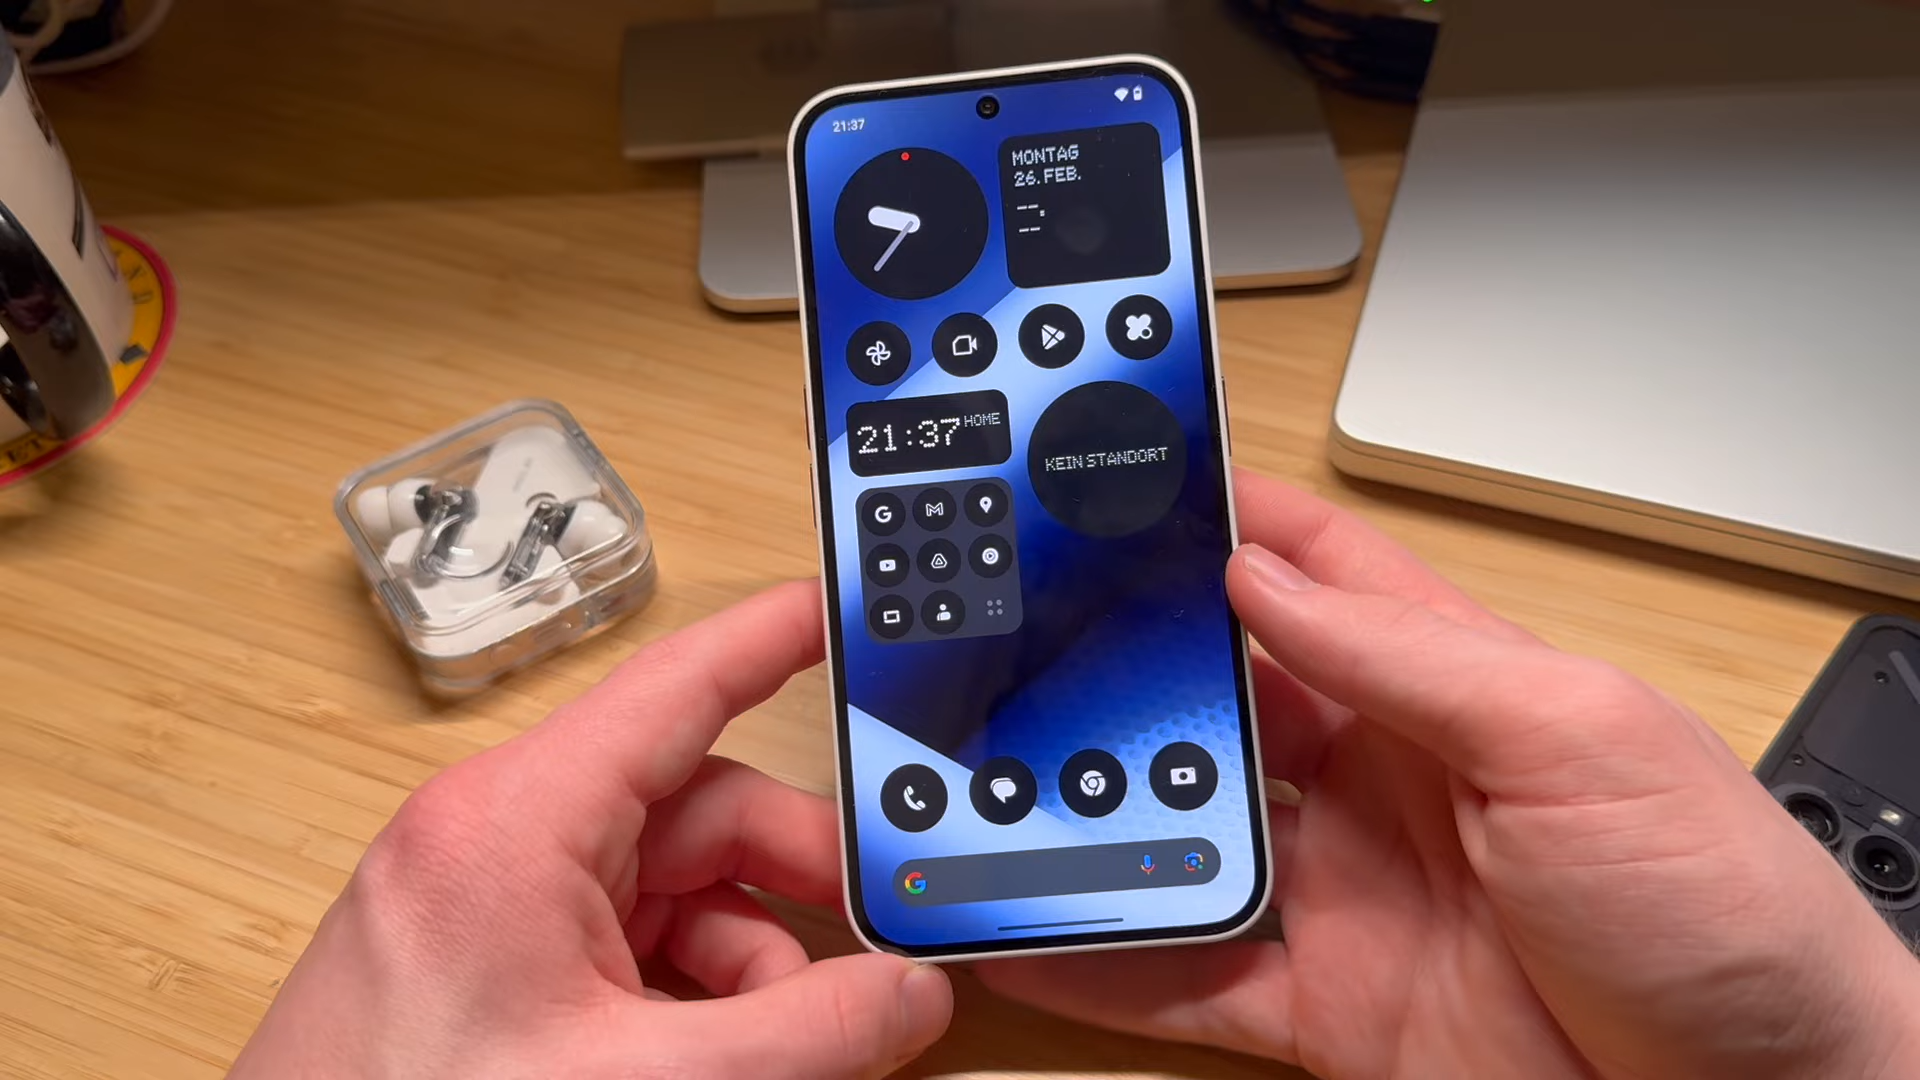 21:37
MONTAG
26. FEB.
--.
--
21:37 HOME
KEIN STANDORT